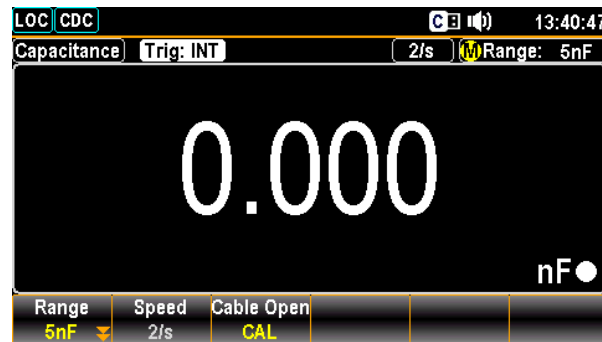 LOC CDC C 13:40:47
Capacitance Trig: INT 2/s M Range: 5nF
0.000
nF
Range Speed Cable Open
5nF 2/s CAL